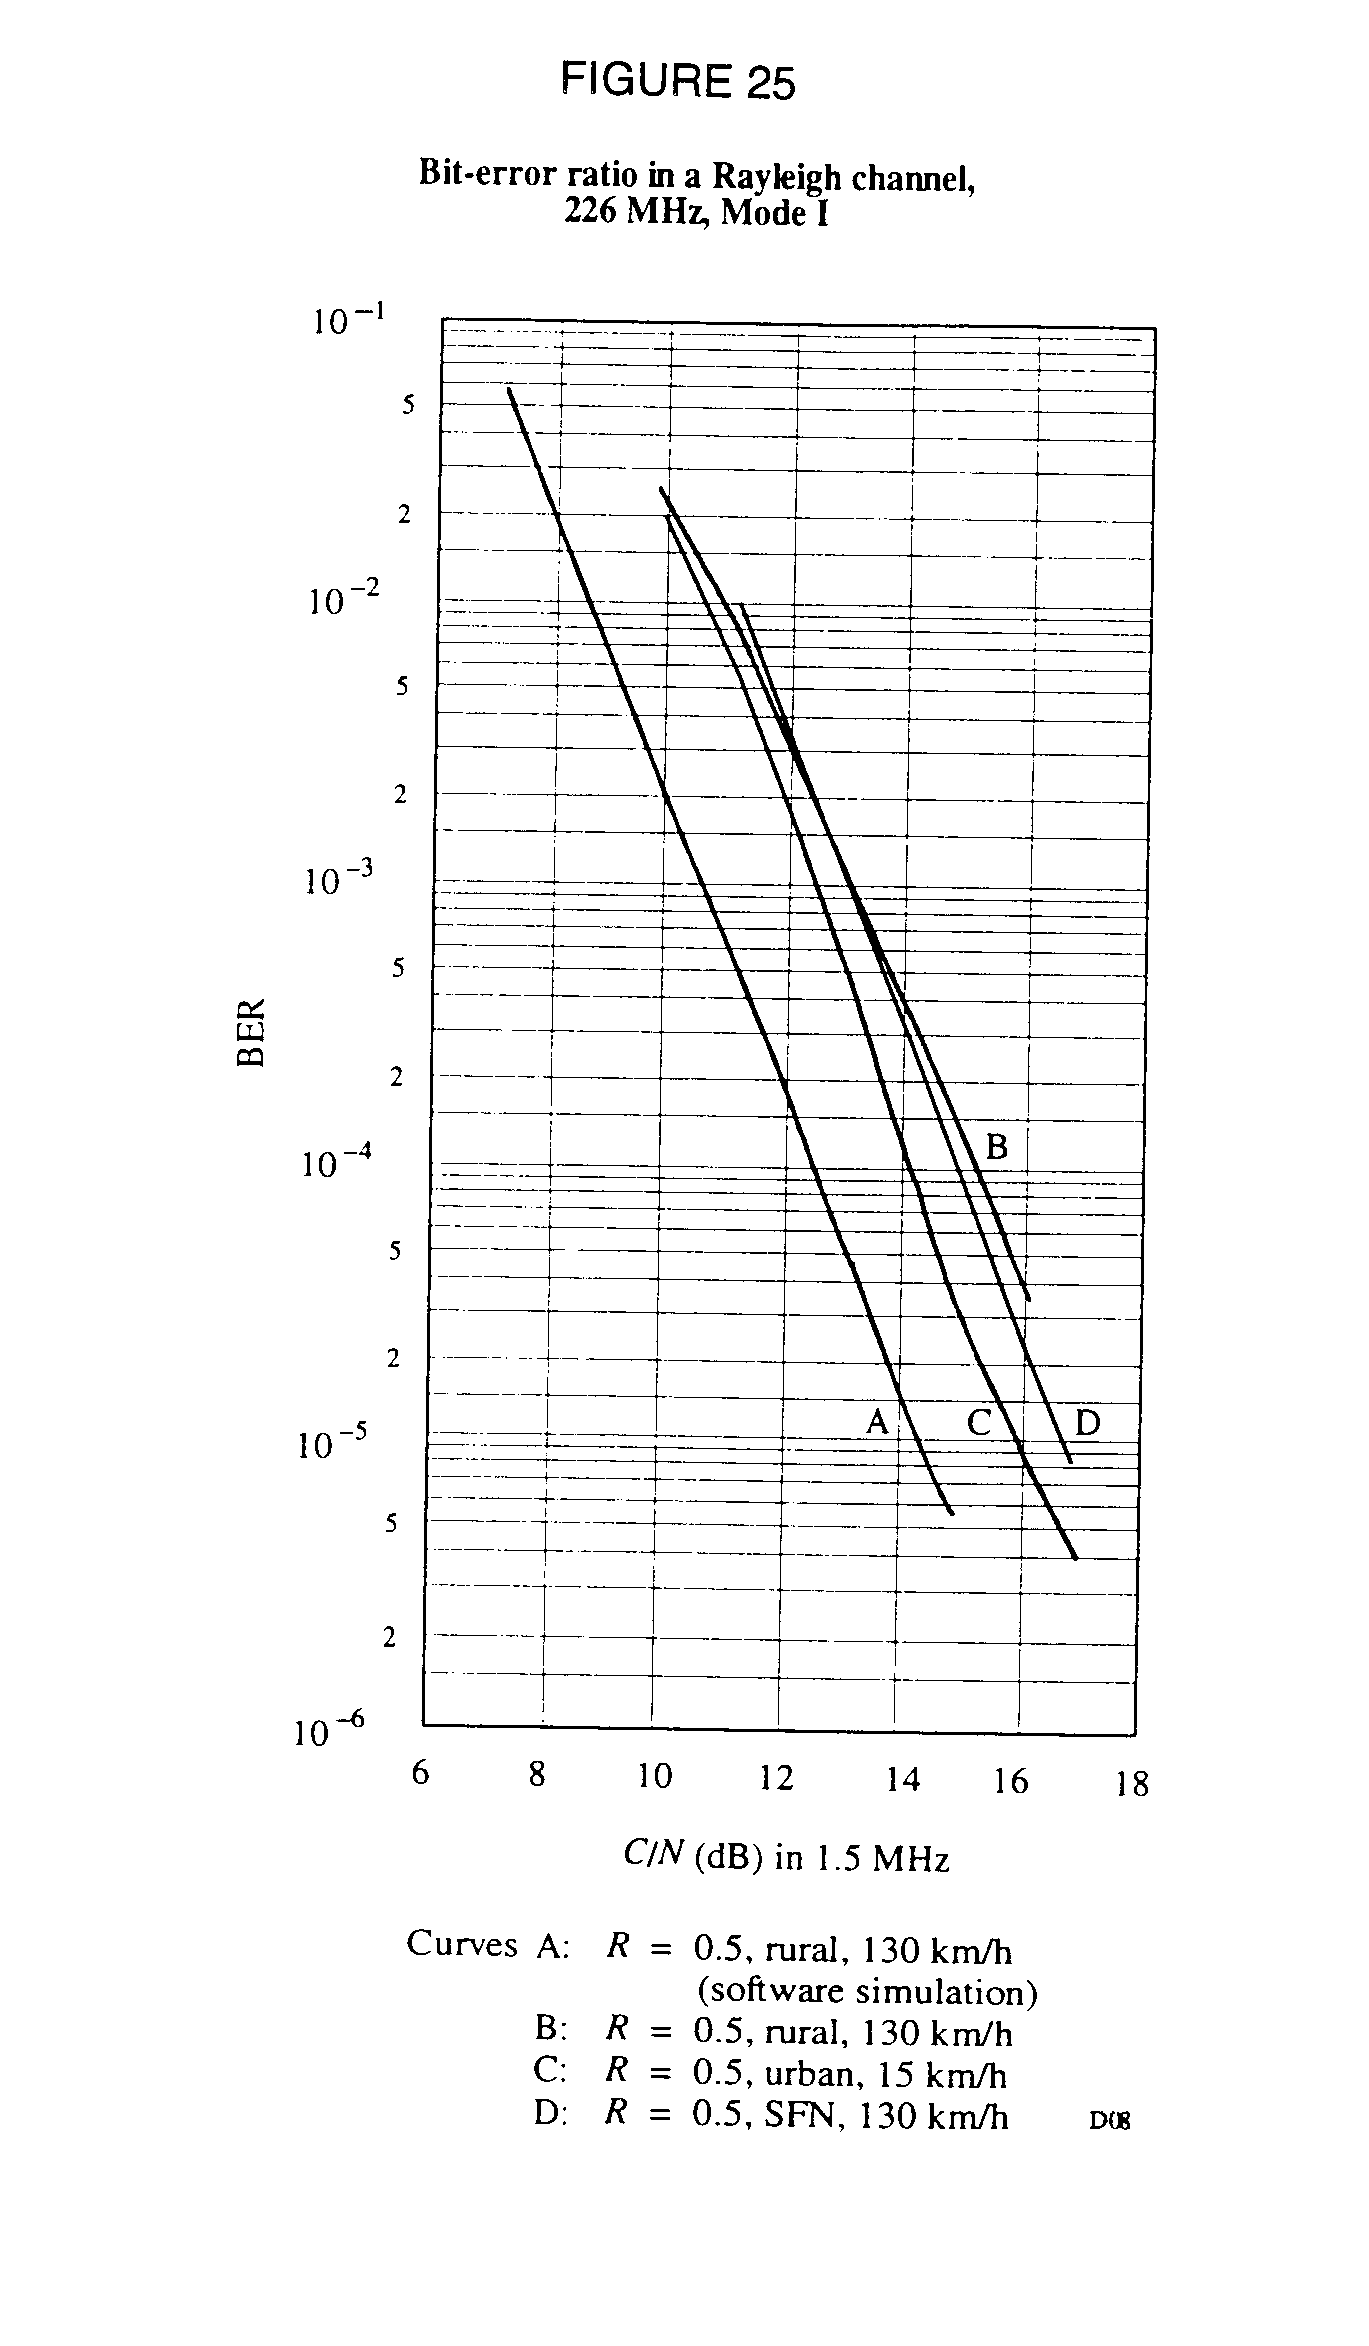 FIGURE 25
Bit-error ratio in a Rayleigh channel,
226 MHz, Mode I
10−1
5
2
10−2
5
2
10−3
5
2
10−4
5
2
10−5
5
2
10−6
BER
B
A
C
D
6 8 10 12 14 16 18
C/N (dB) in 1.5 MHz
Curves A: R = 0.5, rural, 130 km/h
(software simulation)
B: R = 0.5, rural, 130 km/h
C: R = 0.5, urban, 15 km/h
D: R = 0.5, SFN, 130 km/h
D08